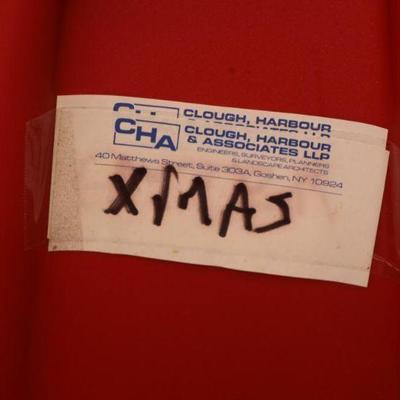 CLOUGH, HARBOUR
CHA CLOUGH, HARBOUR
& ASSOCIATES LLP
ENGINEERS, SURVEYORS, PLANNERS
& LANDSCAPE ARCHITECTS
40 Matthews Street, Suite 303A, Goshen, NY 10924
XMAS